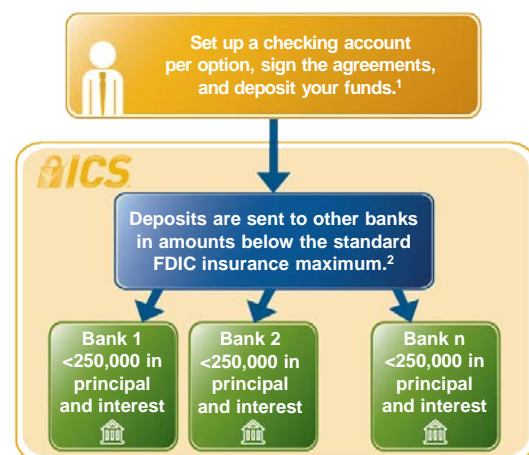 Set up a checking account
per option, sign the agreements,
and deposit your funds.¹
ICS
Deposits are sent to other banks
in amounts below the standard
FDIC insurance maximum.²
Bank 1
<250,000 in
principal
and interest
Bank 2
<250,000 in
principal
and interest
Bank n
<250,000 in
principal
and interest